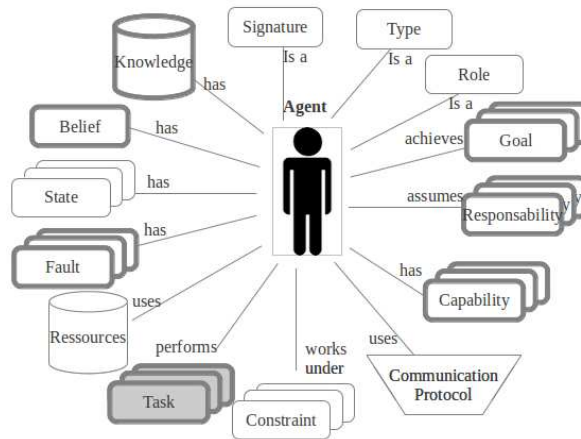 Signature
Type
Is a
Is a
Role
Is a
Knowledge
has
Agent
Belief
has
achieves
Goal
State
has
assumes
Responsability
y
y
Fault
has
has
Capability
Ressources
uses
performs
works
under
uses
Communication
Protocol
Task
Constraint